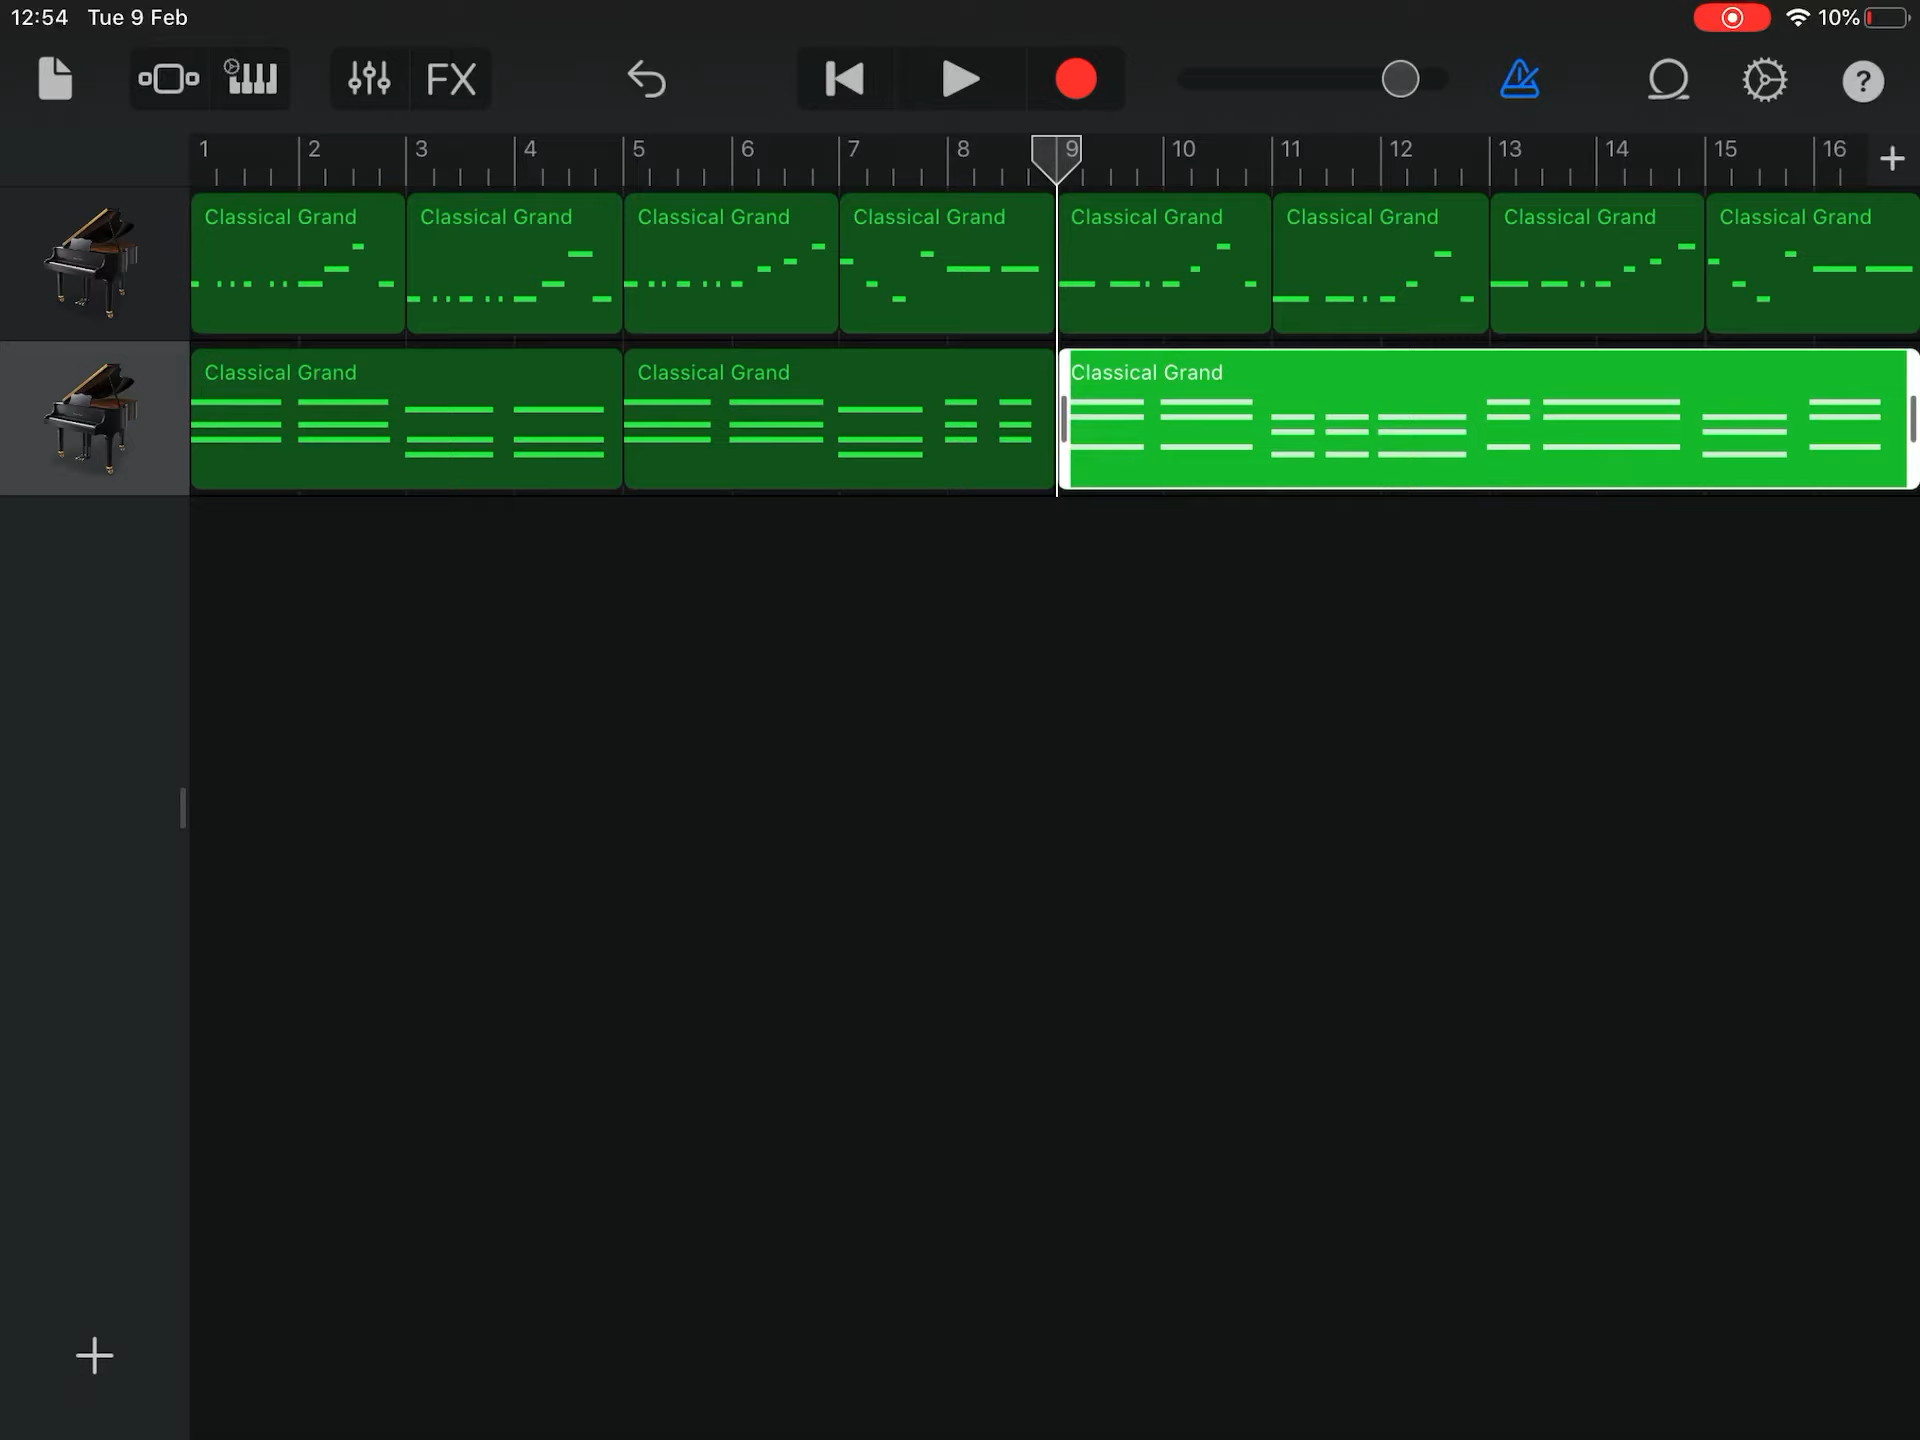 12:54 Tue 9 Feb 10%
FX ?
1 2 3 4 5 6 7 8 9 10 11 12 13 14 15 16 +
Classical Grand Classical Grand Classical Grand Classical Grand Classical Grand Classical Grand Classical Grand Classical Grand
Classical Grand Classical Grand Classical Grand
+